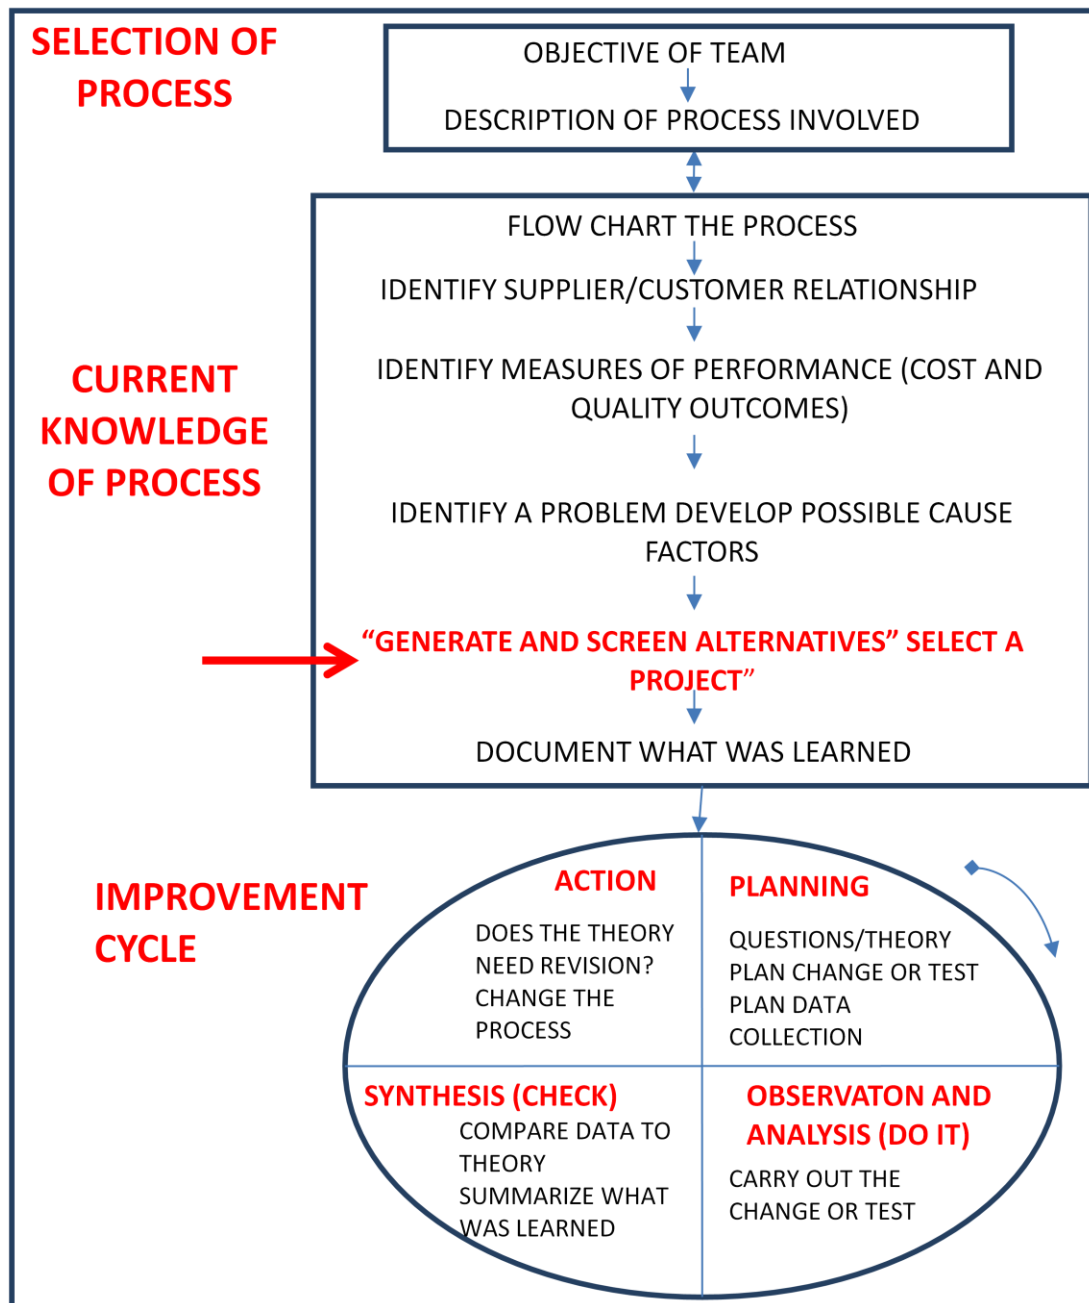 SELECTION OF
PROCESS
OBJECTIVE OF TEAM
DESCRIPTION OF PROCESS INVOLVED
CURRENT
KNOWLEDGE
OF PROCESS
FLOW CHART THE PROCESS
IDENTIFY SUPPLIER/CUSTOMER RELATIONSHIP
IDENTIFY MEASURES OF PERFORMANCE (COST AND
QUALITY OUTCOMES)
IDENTIFY A PROBLEM DEVELOP POSSIBLE CAUSE
FACTORS
“GENERATE AND SCREEN ALTERNATIVES” SELECT A
PROJECT”
DOCUMENT WHAT WAS LEARNED
IMPROVEMENT
CYCLE
ACTION
DOES THE THEORY
NEED REVISION?
CHANGE THE
PROCESS
PLANNING
QUESTIONS/THEORY
PLAN CHANGE OR TEST
PLAN DATA
COLLECTION
SYNTHESIS (CHECK)
COMPARE DATA TO
THEORY
SUMMARIZE WHAT
WAS LEARNED
OBSERVATON AND
ANALYSIS (DO IT)
CARRY OUT THE
CHANGE OR TEST